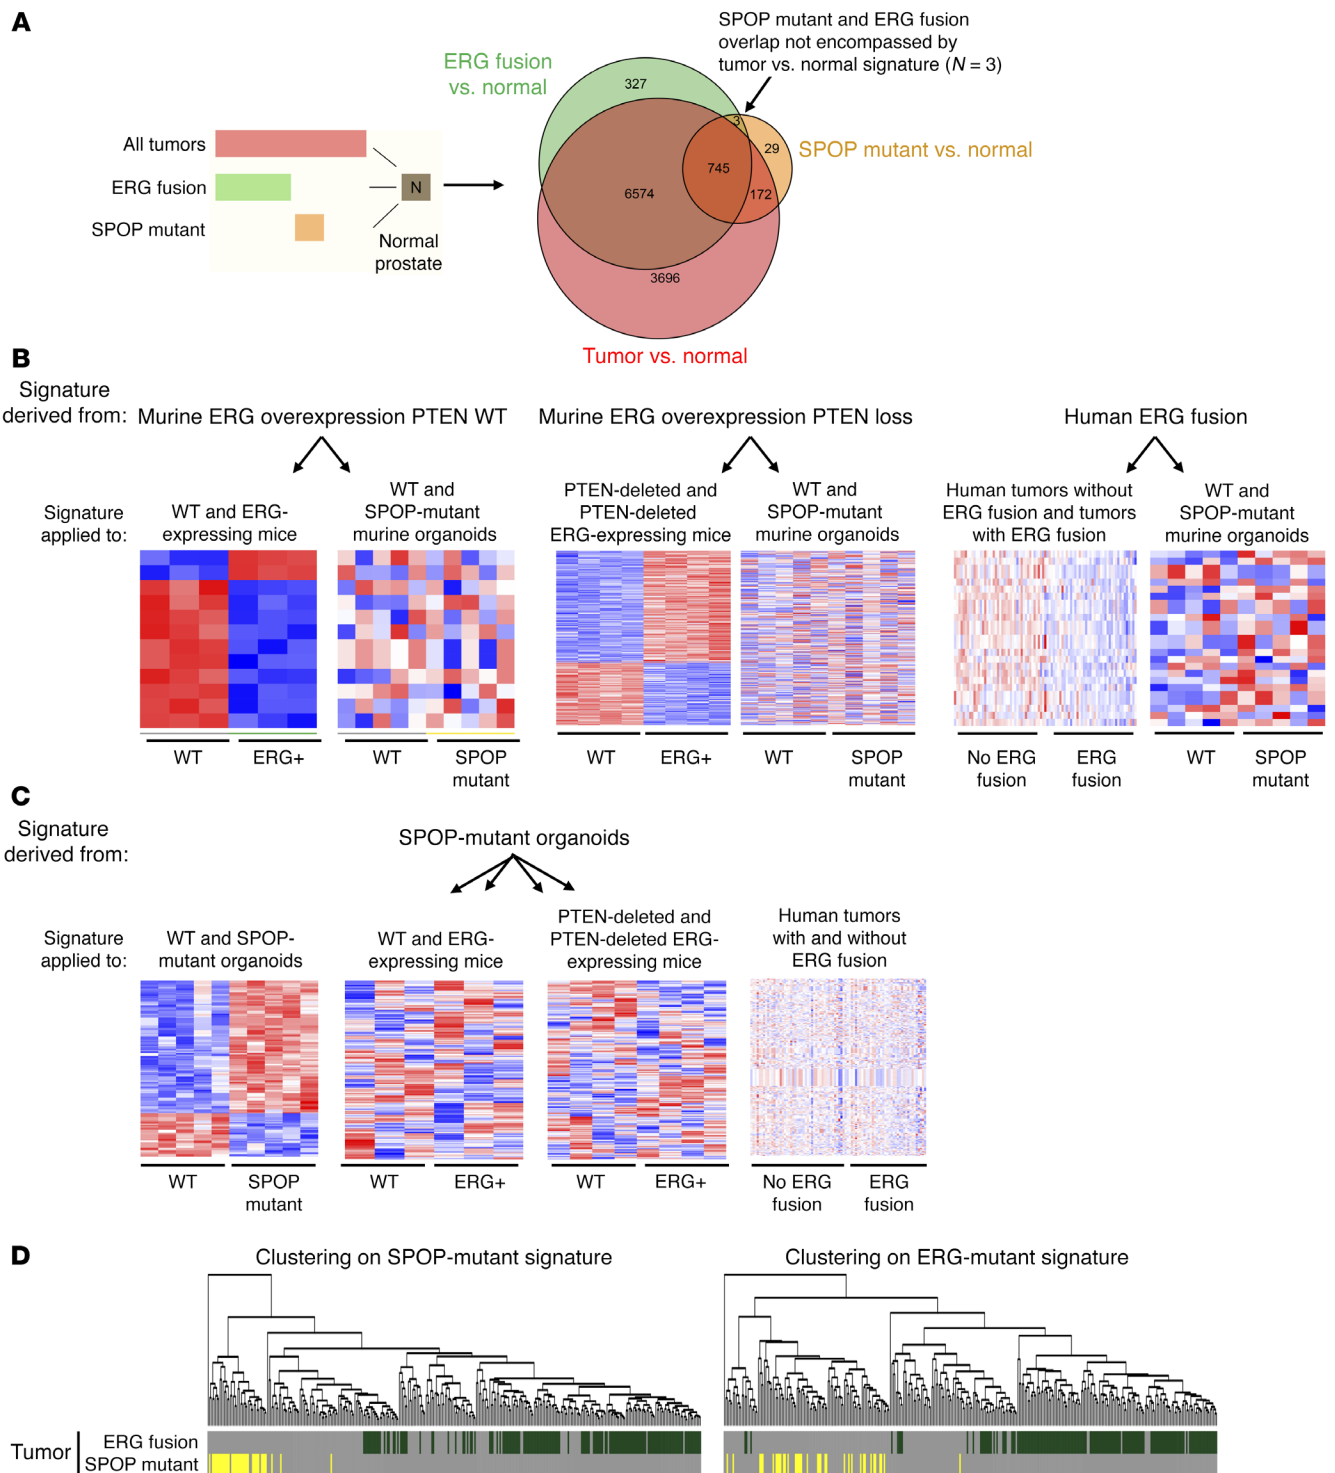 A
SPOP mutant and ERG fusion
overlap not encompassed by
tumor vs. normal signature (N = 3)
ERG fusion
vs. normal
327
3
29
SPOP mutant vs. normal
745
172
6574
3696
Tumor vs. normal
All tumors
ERG fusion
SPOP mutant
N
Normal
prostate
B
Signature
derived from:
Murine ERG overexpression PTEN WT
Murine ERG overexpression PTEN loss
Human ERG fusion
Signature
applied to:
WT and ERG-
expressing mice
WT and
SPOP-mutant
murine organoids
PTEN-deleted and
PTEN-deleted
ERG-expressing mice
WT and
SPOP-mutant
murine organoids
Human tumors without
ERG fusion and tumors
with ERG fusion
WT and
SPOP-mutant
murine organoids
WT
ERG+
WT
SPOP
mutant
WT
ERG+
WT
SPOP
mutant
No ERG
fusion
ERG
fusion
WT
SPOP
mutant
C
Signature
derived from:
SPOP-mutant organoids
Signature
applied to:
WT and SPOP-
mutant organoids
WT and ERG-
expressing mice
PTEN-deleted and
PTEN-deleted ERG-
expressing mice
Human tumors
with and without
ERG fusion
WT
SPOP
mutant
WT
ERG+
WT
ERG+
No ERG
fusion
ERG
fusion
D
Clustering on SPOP-mutant signature
Clustering on ERG-mutant signature
Tumor
ERG fusion
SPOP mutant